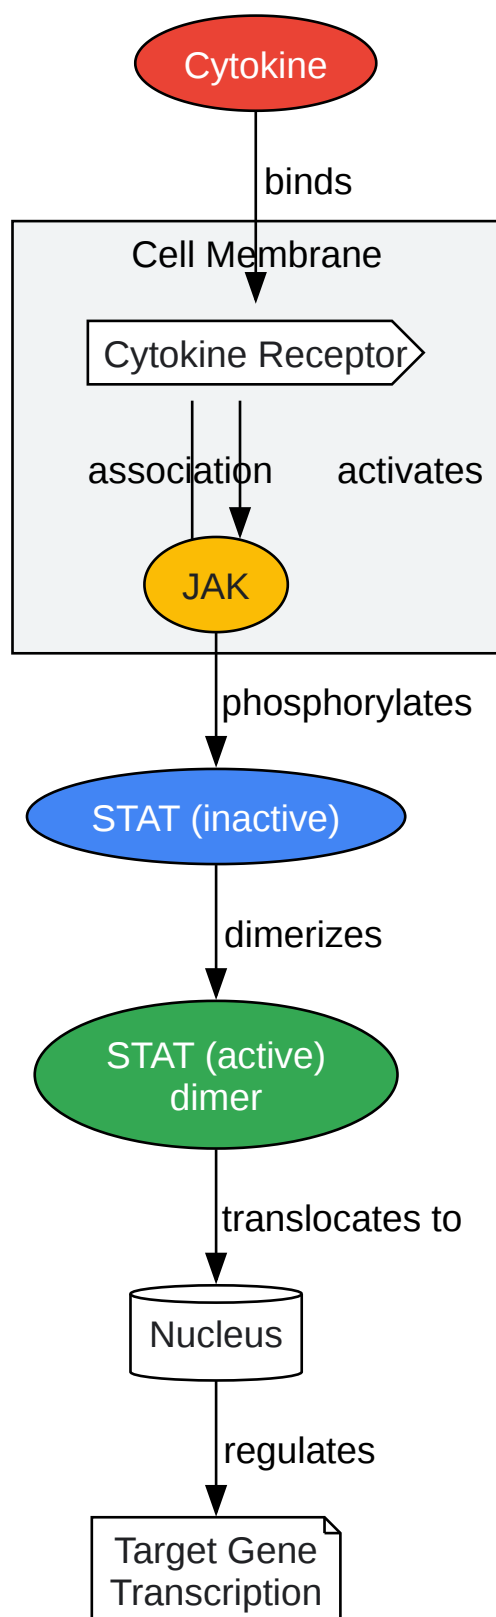 Cytokine
binds
Cell Membrane
Cytokine Receptor
association
activates
JAK
phosphorylates
STAT (inactive)
dimerizes
STAT (active)
dimer
translocates to
Nucleus
regulates
Target Gene
Transcription